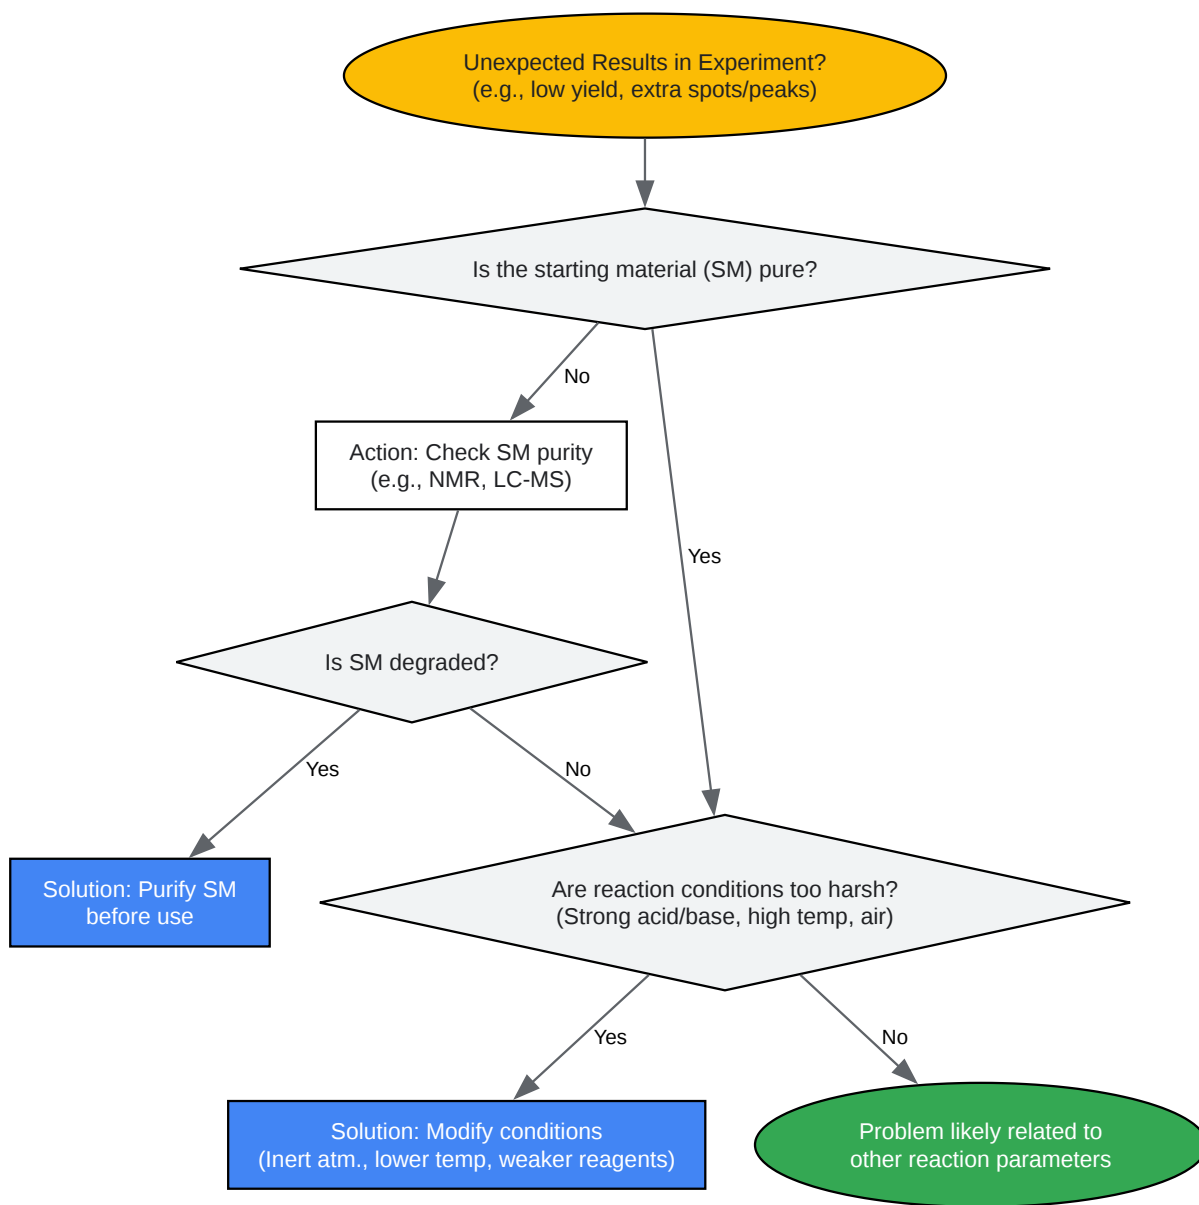 Unexpected Results in Experiment?
(e.g., low yield, extra spots/peaks)
Is the starting material (SM) pure?
No
Action: Check SM purity
(e.g., NMR, LC-MS)
Yes
Is SM degraded?
Yes
No
Solution: Purify SM
before use
Are reaction conditions too harsh?
(Strong acid/base, high temp, air)
Yes
No
Solution: Modify conditions
(Inert atm., lower temp, weaker reagents)
Problem likely related to
other reaction parameters